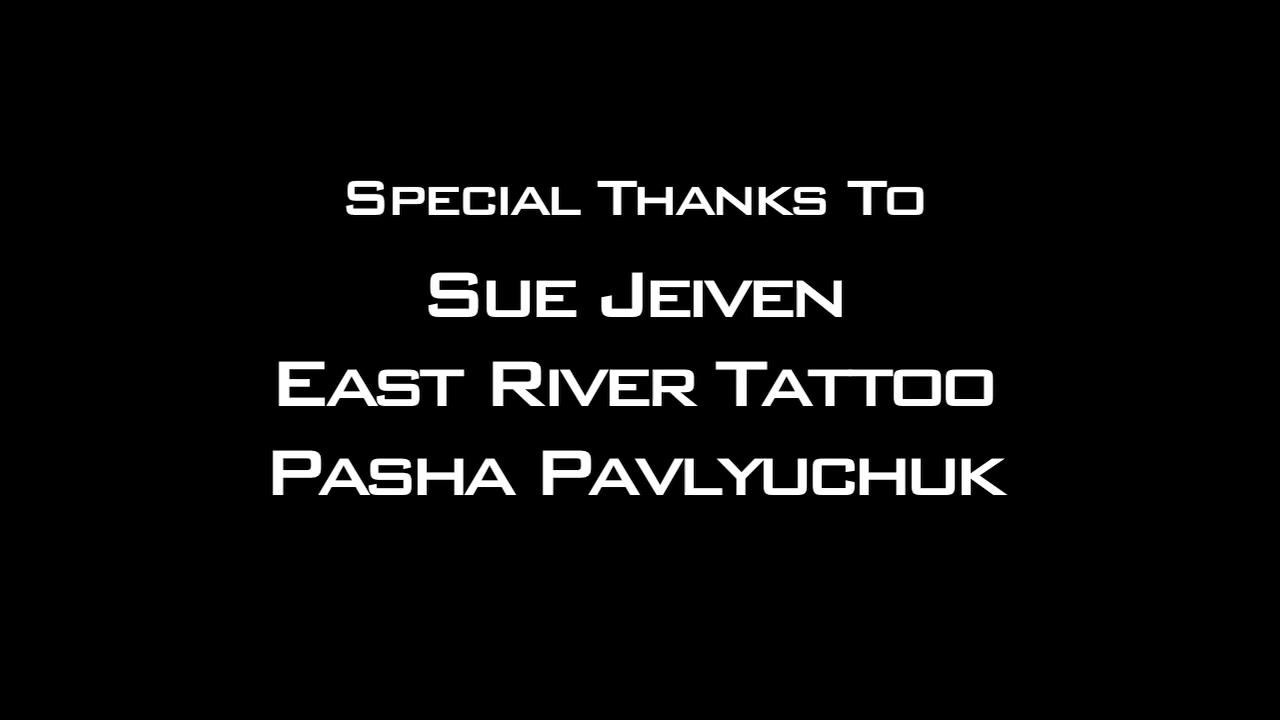 Special Thanks To
Sue Jeiven
East River Tattoo
Pasha Pavlyuchuk